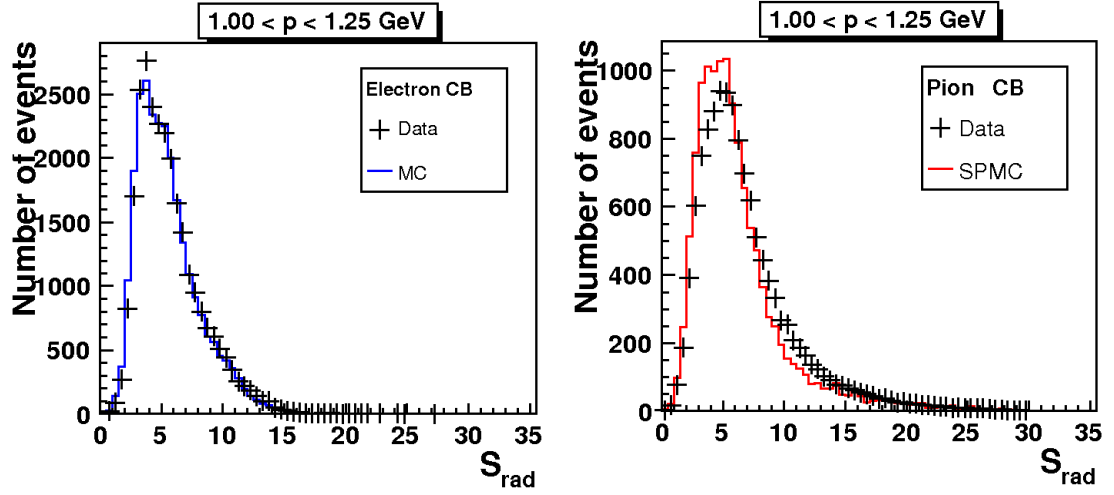 1.00 < p < 1.25 GeV
Number of events
Electron CB
Data
MC
2500
2000
1500
1000
500
0
0 5 10 15 20 25 30 35
S_rad
1.00 < p < 1.25 GeV
Number of events
Pion CB
Data
SPMC
1000
800
600
400
200
0
0 5 10 15 20 25 30 35
S_rad